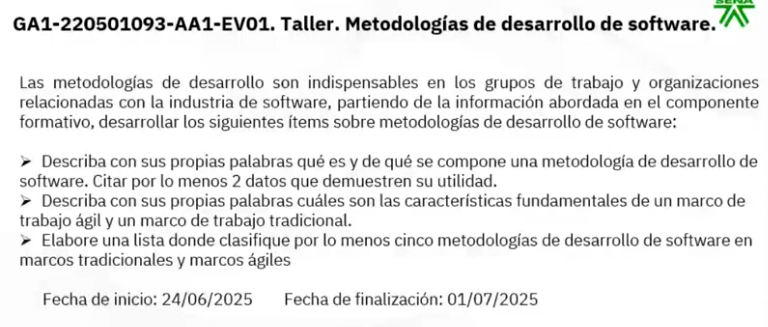 SENA
GA1-220501093-AA1-EV01. Taller. Metodologías de desarrollo de software.
Las metodologías de desarrollo son indispensables en los grupos de trabajo y organizaciones
relacionadas con la industria de software, partiendo de la información abordada en el componente
formativo, desarrollar los siguientes ítems sobre metodologías de desarrollo de software:
➢ Describa con sus propias palabras qué es y de qué se compone una metodología de desarrollo de
software. Citar por lo menos 2 datos que demuestren su utilidad.
➢ Describa con sus propias palabras cuáles son las características fundamentales de un marco de
trabajo ágil y un marco de trabajo tradicional.
➢ Elabore una lista donde clasifique por lo menos cinco metodologías de desarrollo de software en
marcos tradicionales y marcos ágiles
Fecha de inicio: 24/06/2025 Fecha de finalización: 01/07/2025